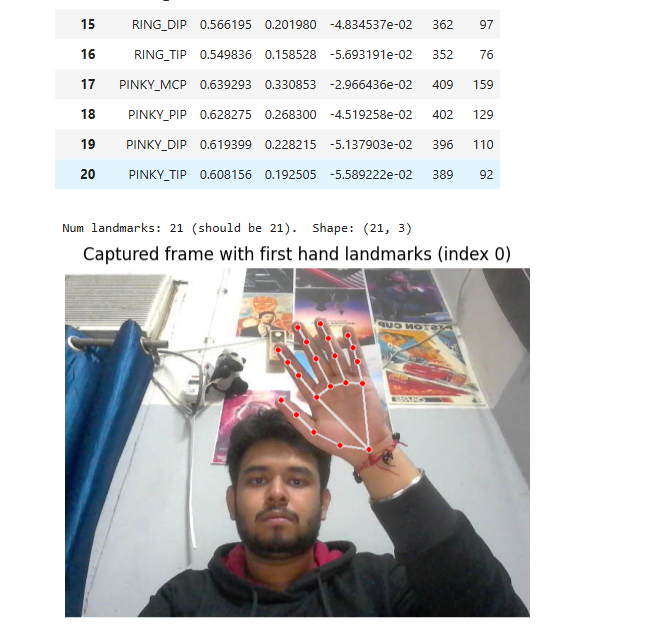 15 RING_DIP 0.566195 0.201980 -4.834537e-02 362 97
16 RING_TIP 0.549836 0.158528 -5.693191e-02 352 76
17 PINKY_MCP 0.639293 0.330853 -2.966436e-02 409 159
18 PINKY_PIP 0.628275 0.268300 -4.519258e-02 402 129
19 PINKY_DIP 0.619399 0.228215 -5.137903e-02 396 110
20 PINKY_TIP 0.608156 0.192505 -5.589222e-02 389 92
Num landmarks: 21 (should be 21).  Shape: (21, 3)
Captured frame with first hand landmarks (index 0)